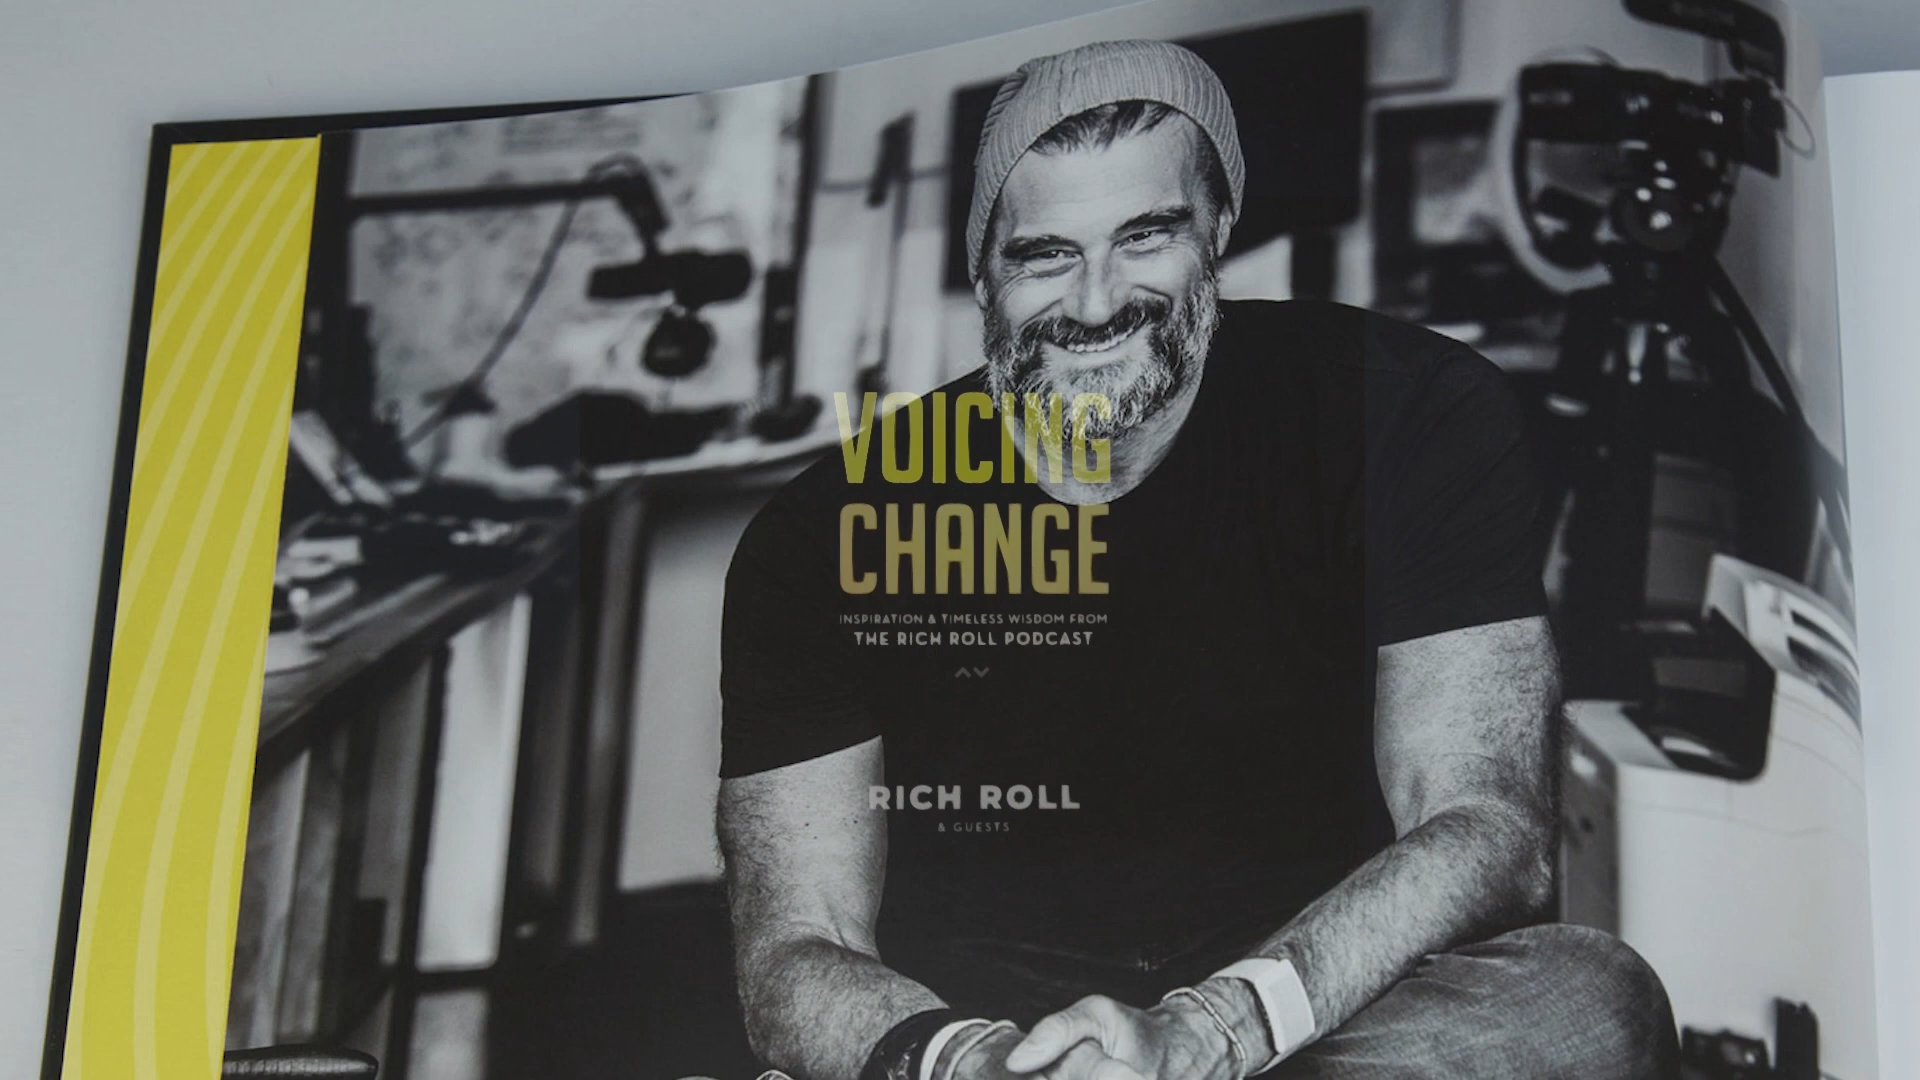 VOICING
CHANGE
INSPIRATION & TIMELESS WISDOM FROM
THE RICH ROLL PODCAST
RICH ROLL
& GUESTS